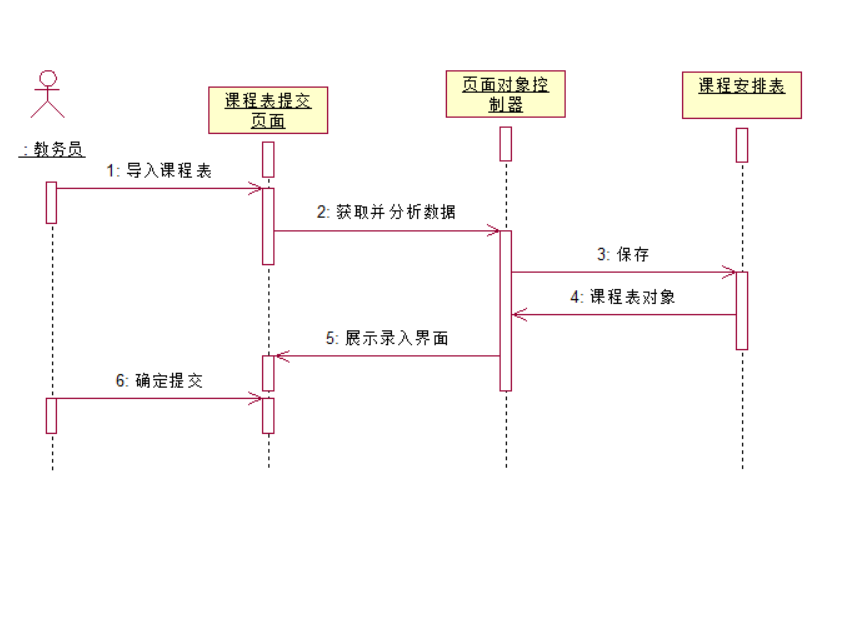 : 教务员
课程表提交
页面
页面对象控
制器
课程安排表
1: 导入课程表
2: 获取并分析数据
3: 保存
4: 课程表对象
5: 展示录入界面
6: 确定提交